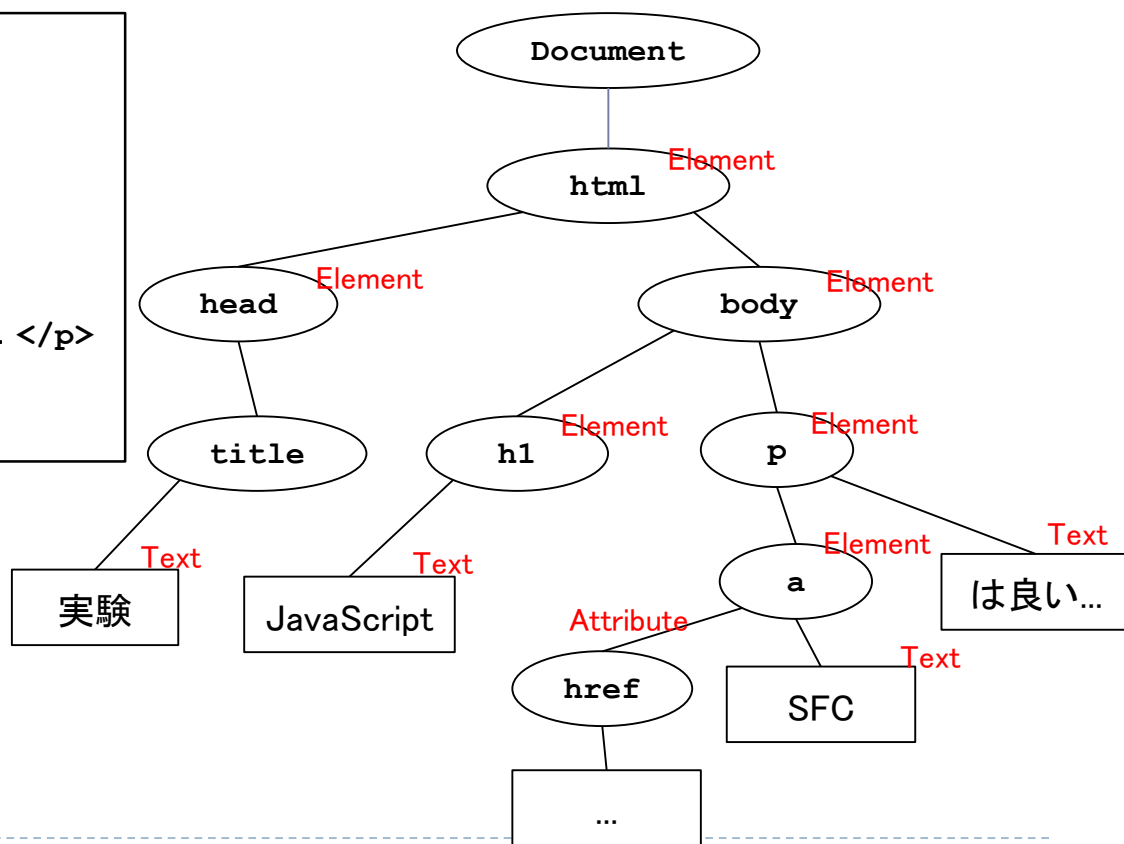 Document
Element
html
Element
head
Element
body
</p>
Element
title
Element
h1
Element
p
Text
実験
Text
JavaScript
Element
a
Text
は良い…
Attribute
href
Text
SFC
…